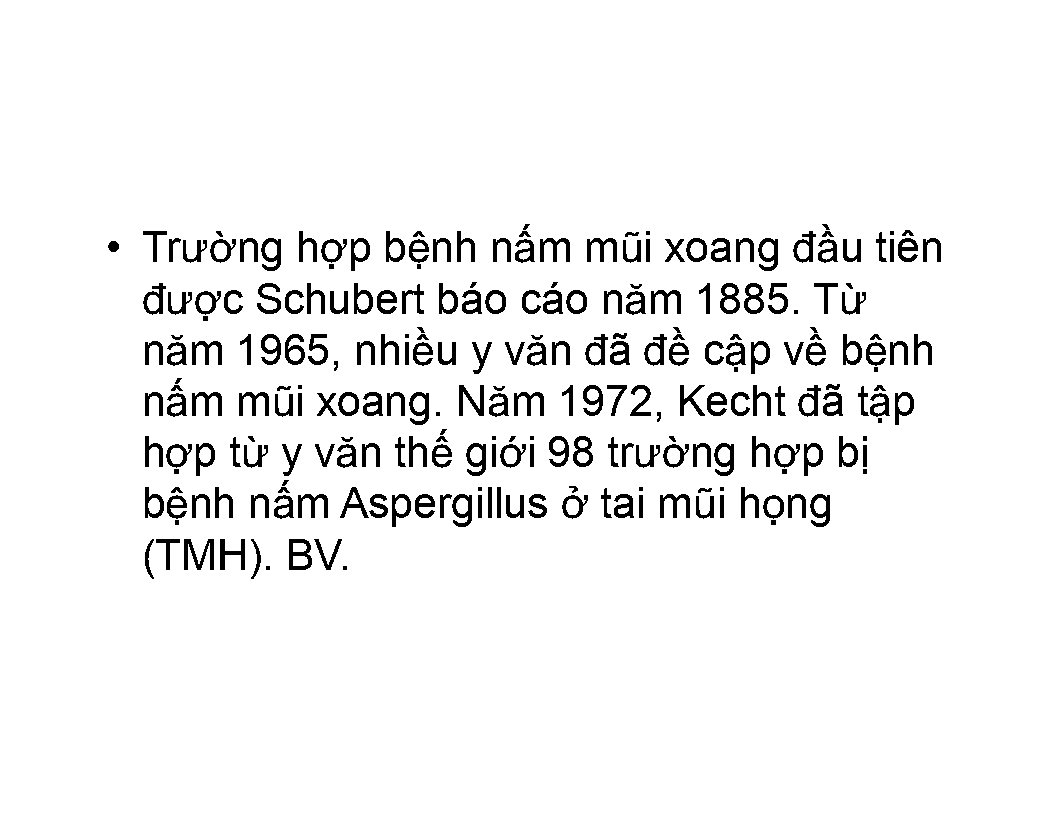 • Trường hợp bệnh nấm mũi xoang đầu tiên
được Schubert báo cáo năm 1885. Từ
năm 1965, nhiều y văn đã đề cập về bệnh
nấm mũi xoang. Năm 1972, Kecht đã tập
hợp từ y văn thế giới 98 trường hợp bị
bệnh nấm Aspergillus ở tai mũi họng
(TMH). BV.